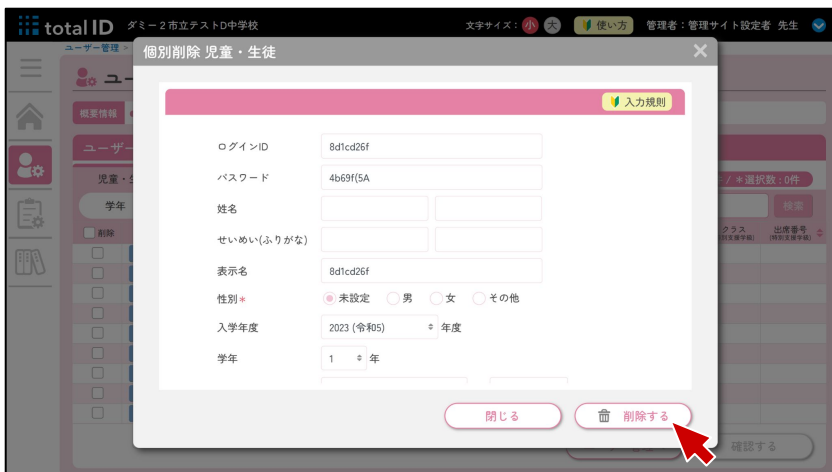 total ID ダミー2市立テストD中学校 文字サイズ: 小 大 使い方 管理者:管理サイト設定者 先生
ユーザー管理 >
個別削除 児童・生徒
ユー
概要情報
入力規則
ユーザー
ログインID 8d1cd26f
児童・
/ *選択数:0件
パスワード 4b69f(5A
学年 検索
姓名
削除 クラス 出席番号
せいめい(ふりがな)
表示名 8d1cd26f
性別* 未設定 男 女 その他
入学年度 2023 (令和5) 年度
学年 1 年
閉じる 削除する
確認する